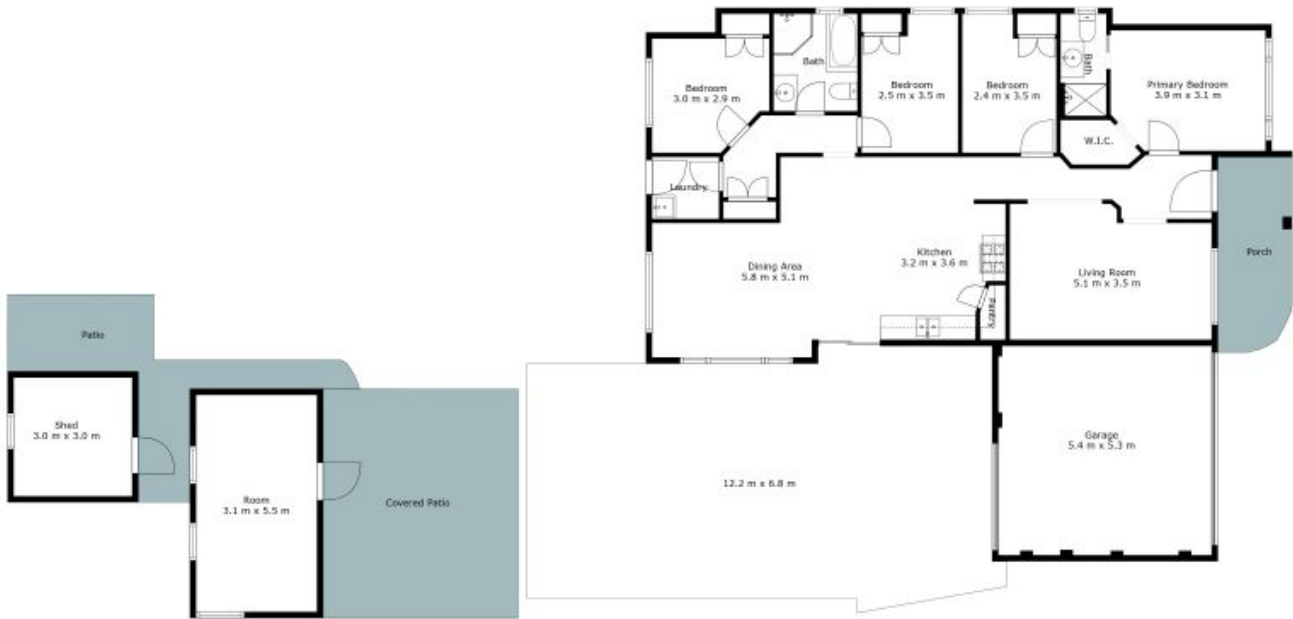 Bedroom
3.0 m x 2.9 m
Bath
Bedroom
2.5 m x 3.5 m
Bedroom
2.4 m x 3.5 m
Bath
Primary Bedroom
3.9 m x 3.1 m
W.I.C.
Laundry
Dining Area
5.8 m x 5.1 m
Kitchen
3.2 m x 3.6 m
Pantry
Living Room
5.1 m x 3.5 m
Porch
Patio
Shed
3.0 m x 3.0 m
Room
3.1 m x 5.5 m
Covered Patio
12.2 m x 6.8 m
Garage
5.4 m x 5.3 m